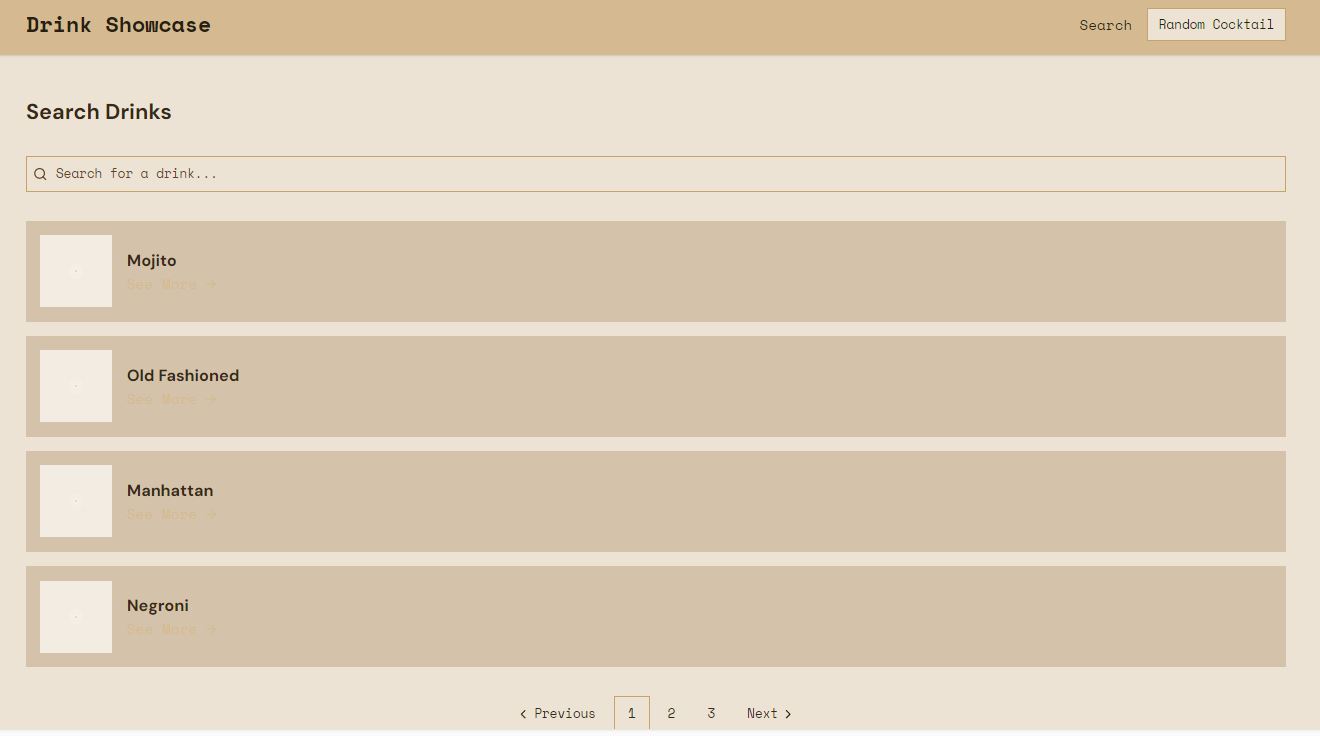 Drink Showcase
Search
Random Cocktail
Search Drinks
Search for a drink...
Mojito
See More →
Old Fashioned
See More →
Manhattan
See More →
Negroni
See More →
Previous 1 2 3 Next